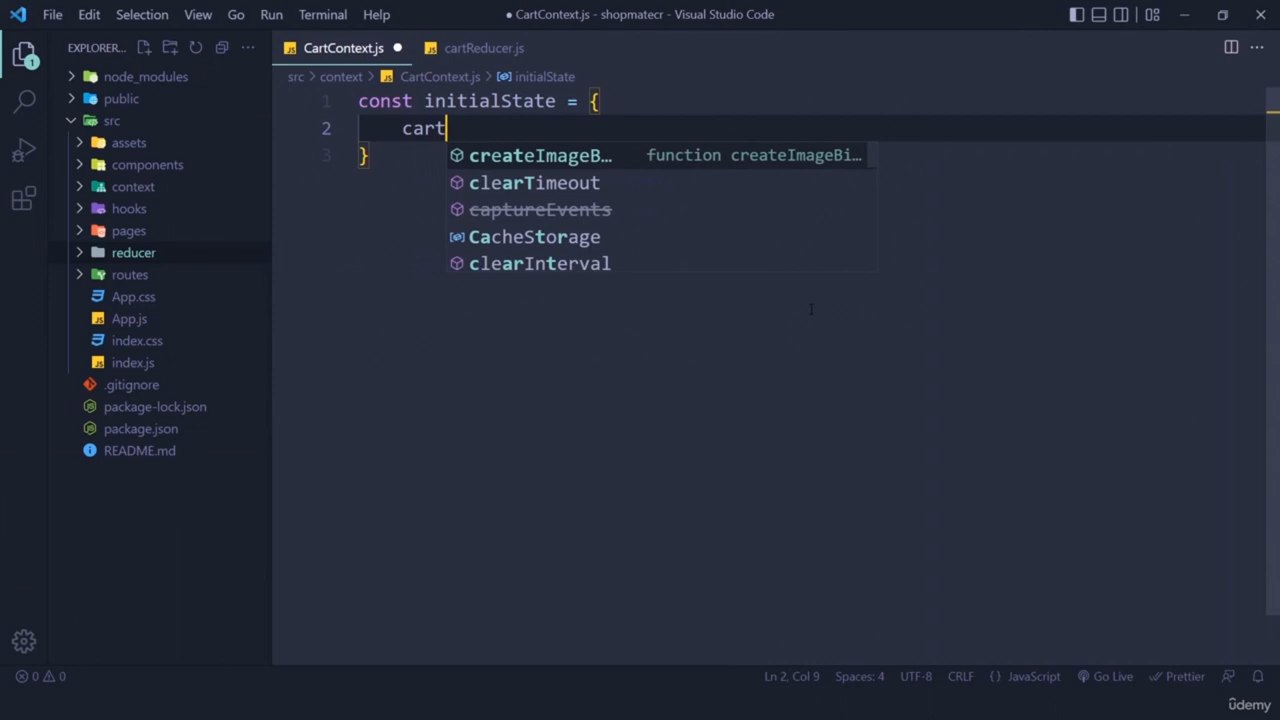 File Edit Selection View Go Run Terminal Help
● CartContext.js - shopmatecr - Visual Studio Code
EXPLORER...
CartContext.js
cartReducer.js
1
node_modules
public
src
assets
components
context
hooks
pages
reducer
routes
App.css
App.js
index.css
index.js
.gitignore
package-lock.json
package.json
README.md
src > context > CartContext.js > initialState
1 const initialState = {
2 cart
3 }
createImageB... function createImageBi...
clearTimeout
captureEvents
CacheStorage
clearInterval
0 0
Ln 2, Col 9 Spaces: 4 UTF-8 CRLF {} JavaScript Go Live Prettier
ûdemy